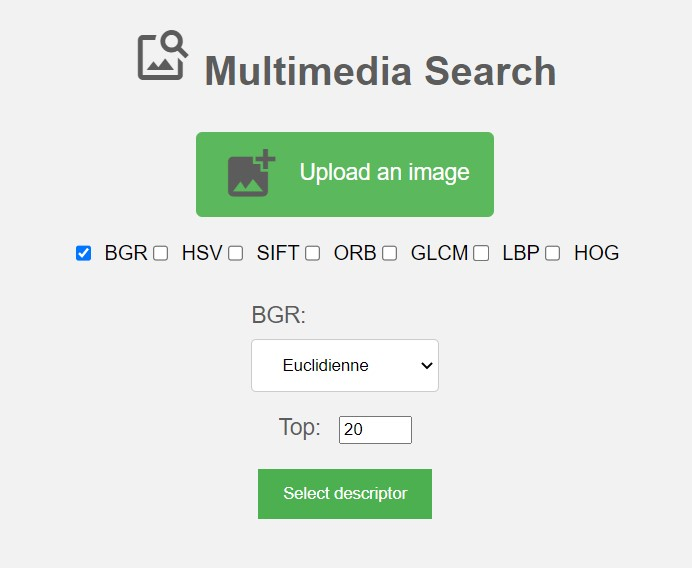 Multimedia Search
Upload an image
BGR HSV SIFT ORB GLCM LBP HOG
BGR:
Euclidienne
Top: 20
Select descriptor